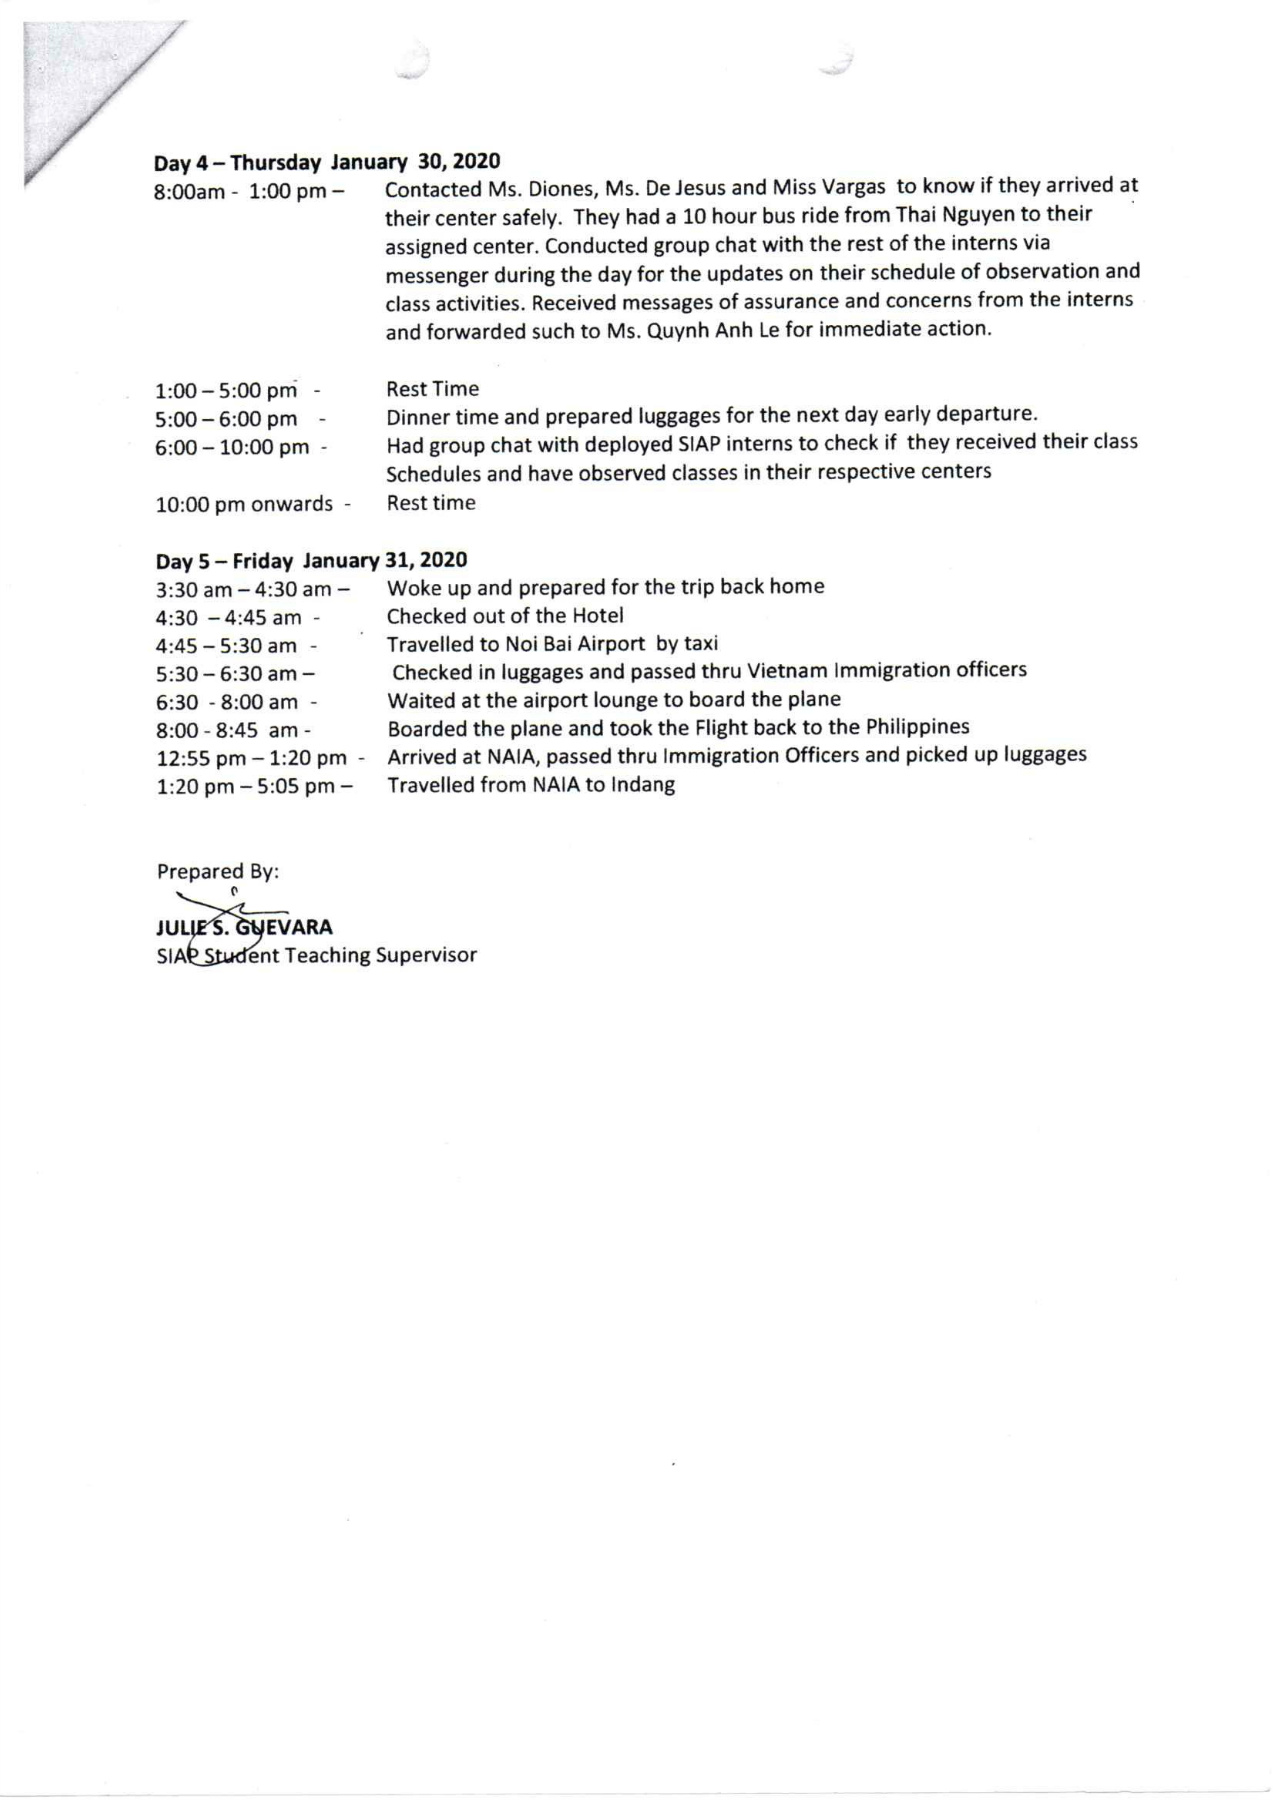 Day 4 – Thursday January 30, 2020
8:00am - 1:00 pm – Contacted Ms. Diones, Ms. De Jesus and Miss Vargas to know if they arrived at
their center safely. They had a 10 hour bus ride from Thai Nguyen to their
assigned center. Conducted group chat with the rest of the interns via
messenger during the day for the updates on their schedule of observation and
class activities. Received messages of assurance and concerns from the interns
and forwarded such to Ms. Quynh Anh Le for immediate action.
1:00 – 5:00 pm - Rest Time
5:00 – 6:00 pm - Dinner time and prepared luggages for the next day early departure.
6:00 – 10:00 pm - Had group chat with deployed SIAP interns to check if they received their class
Schedules and have observed classes in their respective centers
10:00 pm onwards - Rest time
Day 5 – Friday January 31, 2020
3:30 am – 4:30 am – Woke up and prepared for the trip back home
4:30 – 4:45 am - Checked out of the Hotel
4:45 – 5:30 am - Travelled to Noi Bai Airport by taxi
5:30 – 6:30 am – Checked in luggages and passed thru Vietnam Immigration officers
6:30 - 8:00 am - Waited at the airport lounge to board the plane
8:00 - 8:45 am - Boarded the plane and took the Flight back to the Philippines
12:55 pm – 1:20 pm - Arrived at NAIA, passed thru Immigration Officers and picked up luggages
1:20 pm – 5:05 pm – Travelled from NAIA to Indang
Prepared By:
JULIE S. GUEVARA
SIAP Student Teaching Supervisor